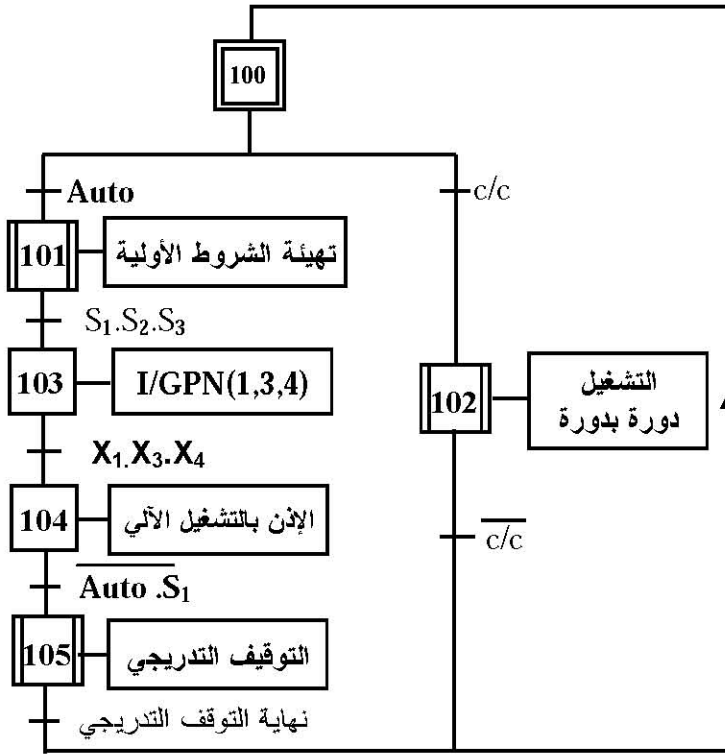 100
Auto
c/c
101
تهيئة الشروط الأولية
S₁.S₂.S₃
103
I/GPN(1,3,4)
102
التشغيل
دورة بدورة
X₁.X₃.X₄
104
الإذن بالتشغيل الآلي
c̅/̅c̅
A̅u̅t̅o̅ .S₁
105
التوقيف التدريجي
نهاية التوقف التدريجي